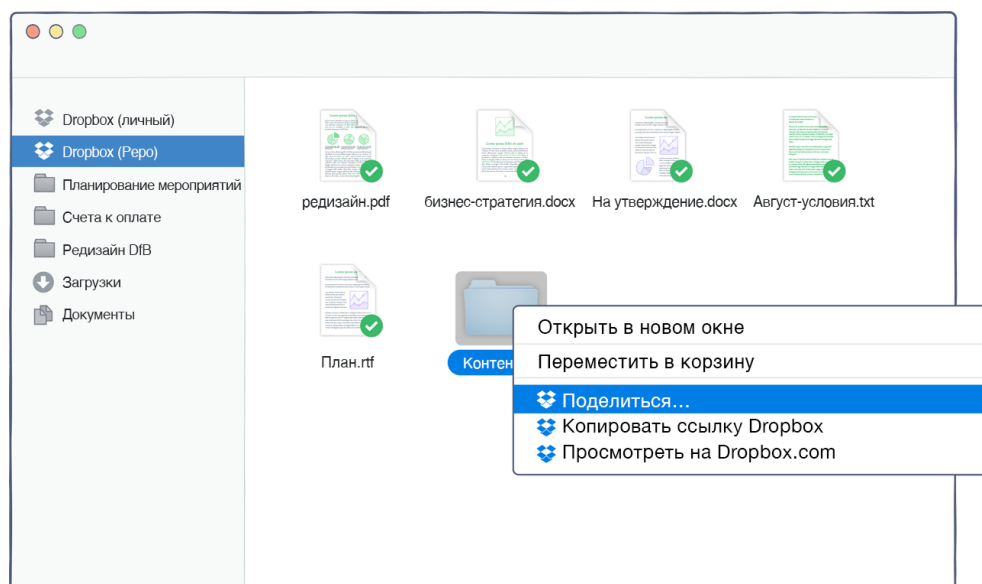 Dropbox (личный)
Dropbox (Pepo)
Планирование мероприятий
Счета к оплате
Редизайн DfB
Загрузки
Документы
редизайн.pdf
бизнес-стратегия.docx
На утверждение.docx
Август-условия.txt
План.rtf
Контен
Открыть в новом окне
Переместить в корзину
Поделиться...
Копировать ссылку Dropbox
Просмотреть на Dropbox.com